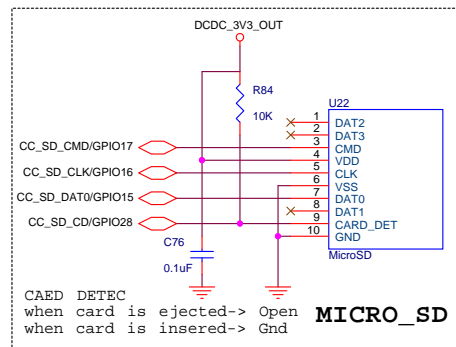 DCDC_3V3_OUT
R84
10K
U22
1 DAT2
2 DAT3
CC_SD_CMD/GPIO17 3 CMD
4 VDD
CC_SD_CLK/GPIO16 5 CLK
6 VSS
CC_SD_DAT0/GPIO15 7 DAT0
8 DAT1
CC_SD_CD/GPIO28 9 CARD_DET
10 GND
MicroSD
C76
0.1uF
CAED DETEC
when card is ejected-> Open
when card is insered-> Gnd
MICRO_SD